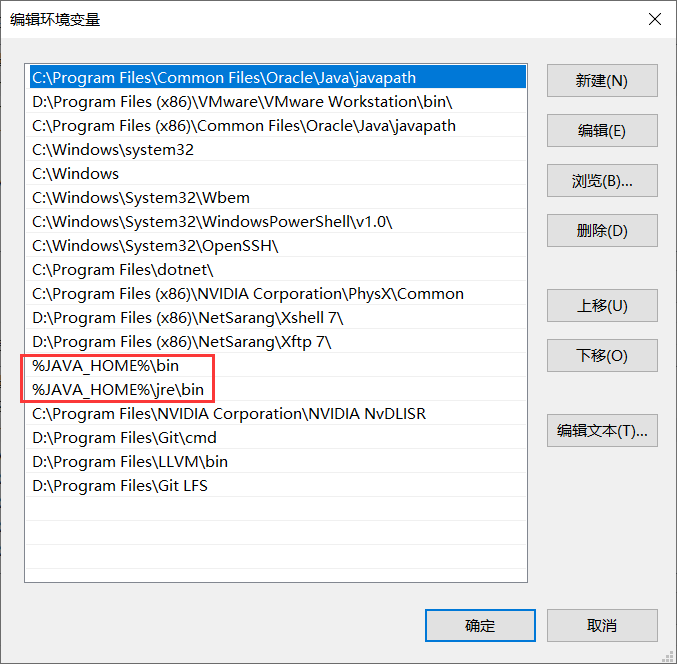 编辑环境变量
C:\Program Files\Common Files\Oracle\Java\javapath
D:\Program Files (x86)\VMware\VMware Workstation\bin\
C:\Program Files (x86)\Common Files\Oracle\Java\javapath
C:\Windows\system32
C:\Windows
C:\Windows\System32\Wbem
C:\Windows\System32\WindowsPowerShell\v1.0\
C:\Windows\System32\OpenSSH\
C:\Program Files\dotnet\
C:\Program Files (x86)\NVIDIA Corporation\PhysX\Common
D:\Program Files (x86)\NetSarang\Xshell 7\
D:\Program Files (x86)\NetSarang\Xftp 7\
%JAVA_HOME%\bin
%JAVA_HOME%\jre\bin
C:\Program Files\NVIDIA Corporation\NVIDIA NvDLISR
D:\Program Files\Git\cmd
D:\Program Files\LLVM\bin
D:\Program Files\Git LFS
新建(N)
编辑(E)
浏览(B)...
删除(D)
上移(U)
下移(O)
编辑文本(T)...
确定
取消